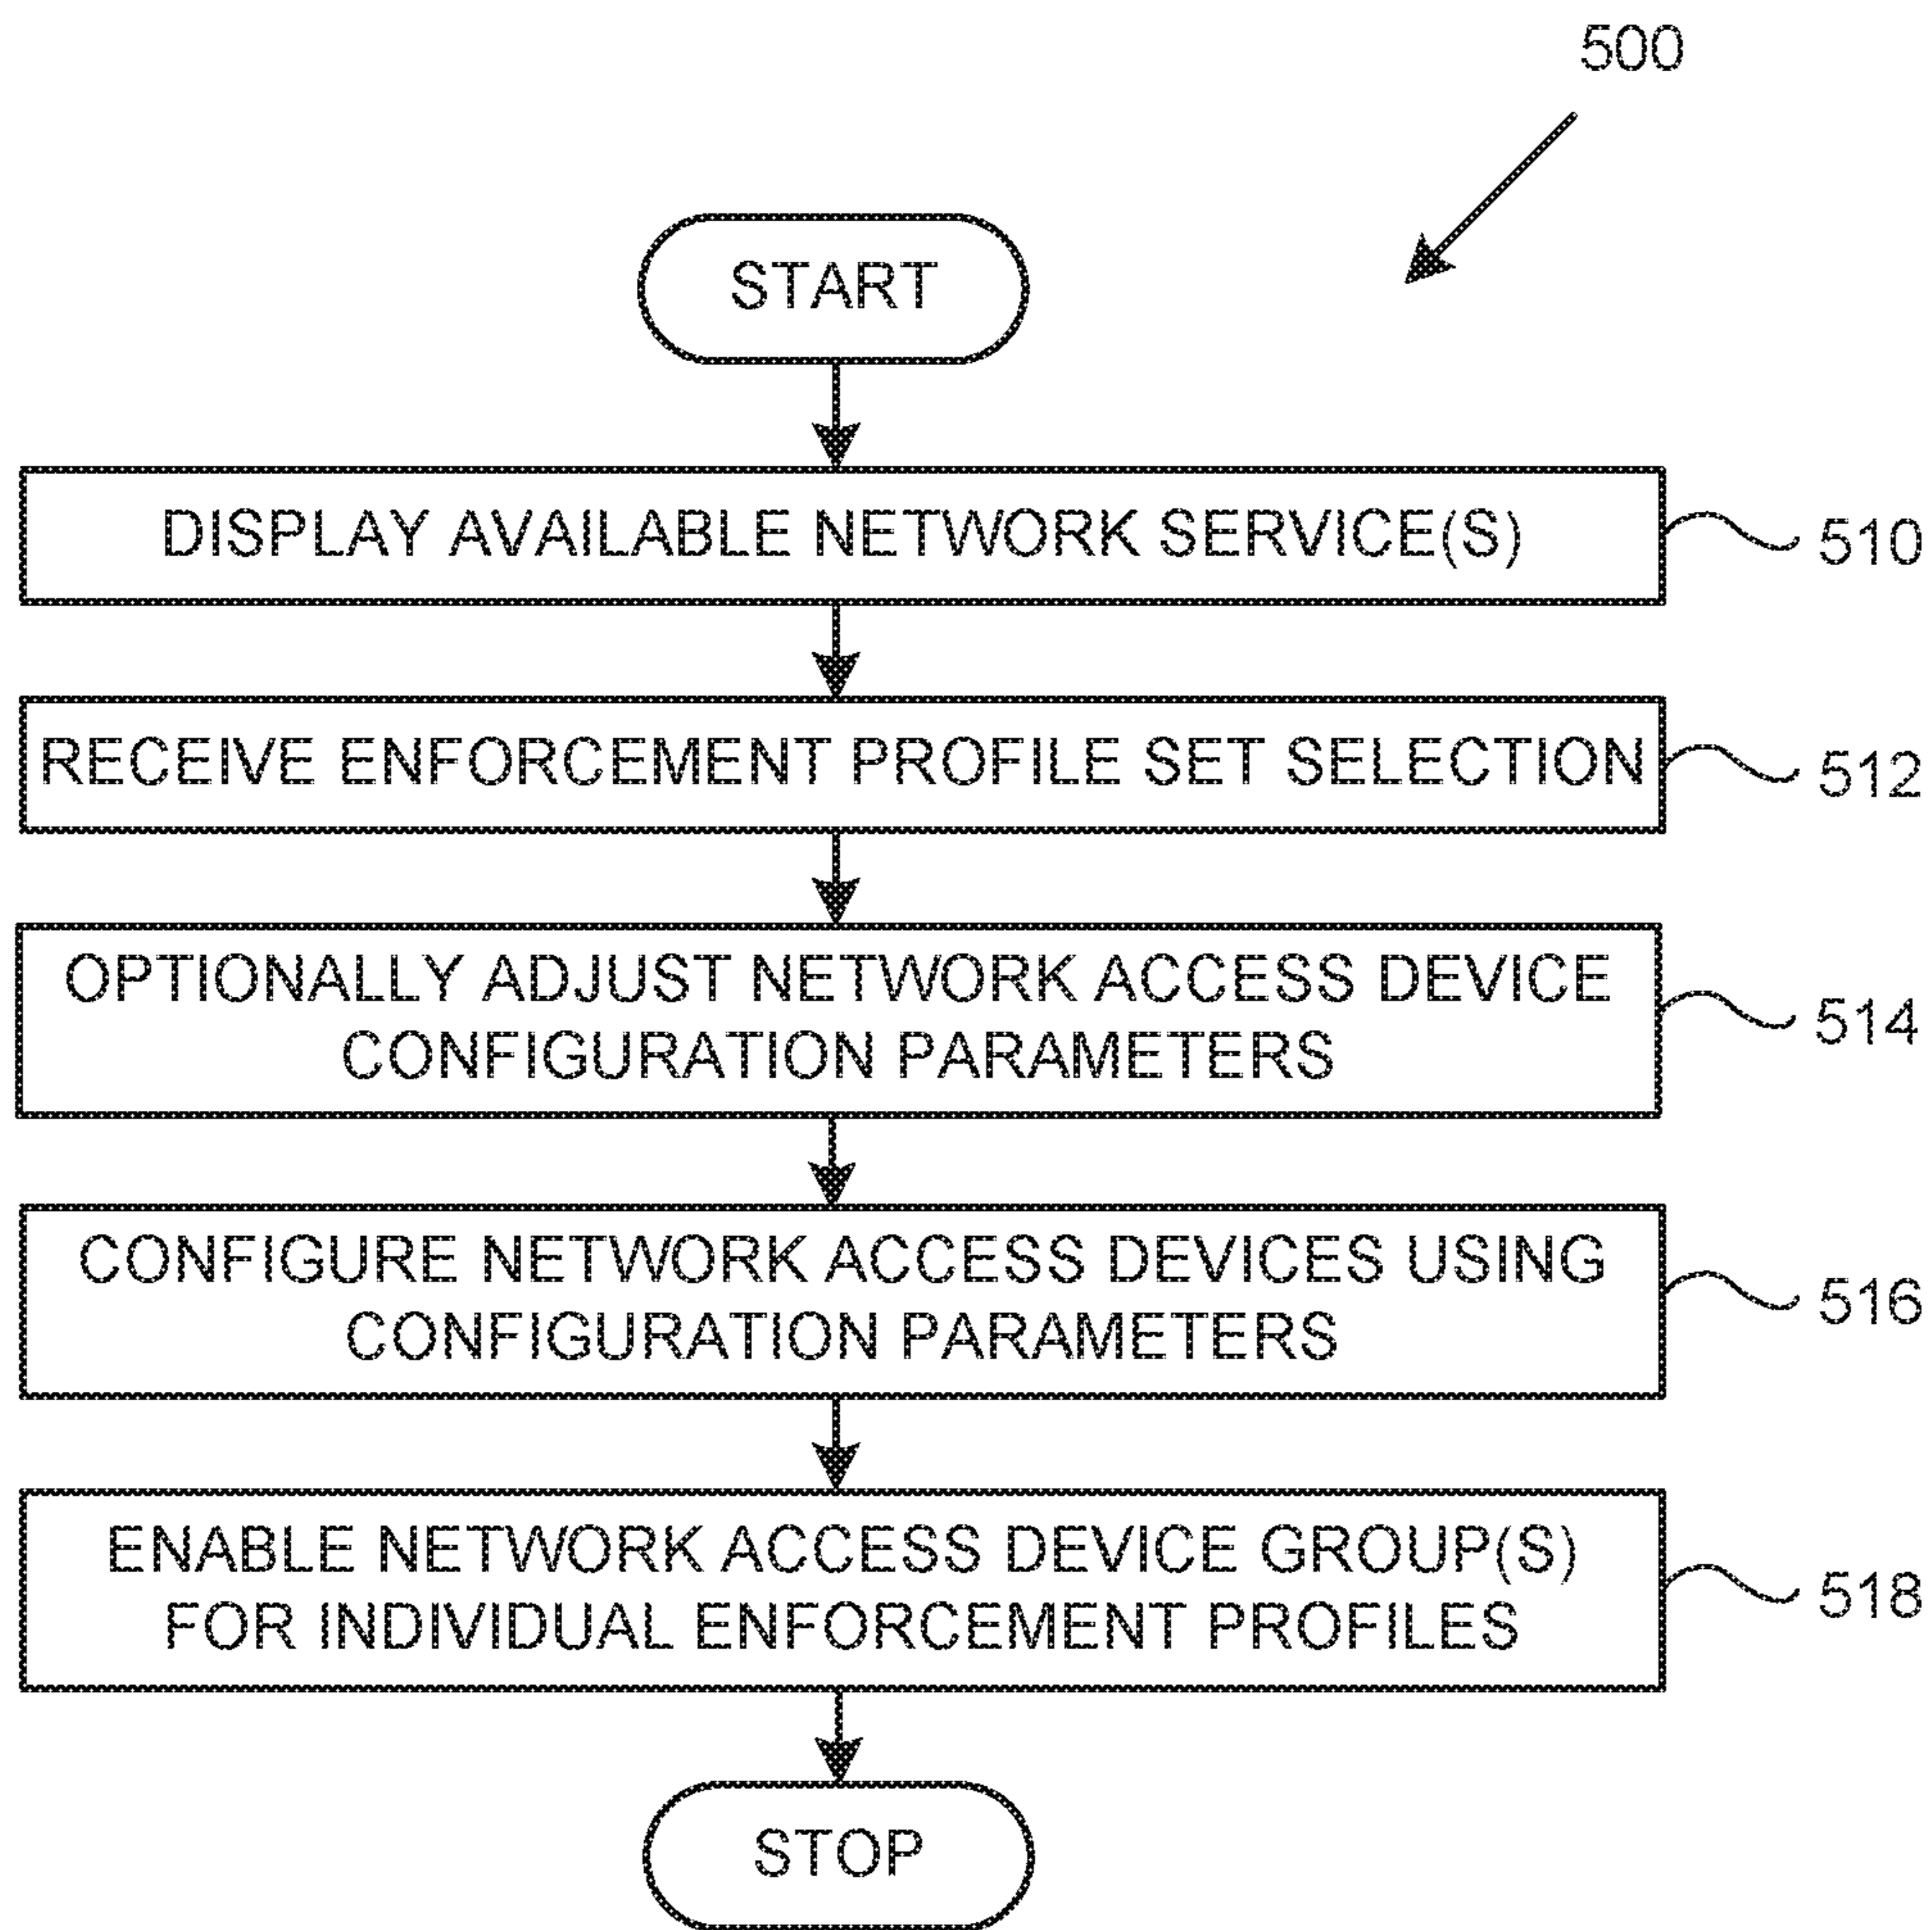 500
START
DISPLAY AVAILABLE NETWORK SERVICE(S)
510
RECEIVE ENFORCEMENT PROFILE SET SELECTION
512
OPTIONALLY ADJUST NETWORK ACCESS DEVICE
CONFIGURATION PARAMETERS
514
CONFIGURE NETWORK ACCESS DEVICES USING
CONFIGURATION PARAMETERS
516
ENABLE NETWORK ACCESS DEVICE GROUP(S)
FOR INDIVIDUAL ENFORCEMENT PROFILES
518
STOP